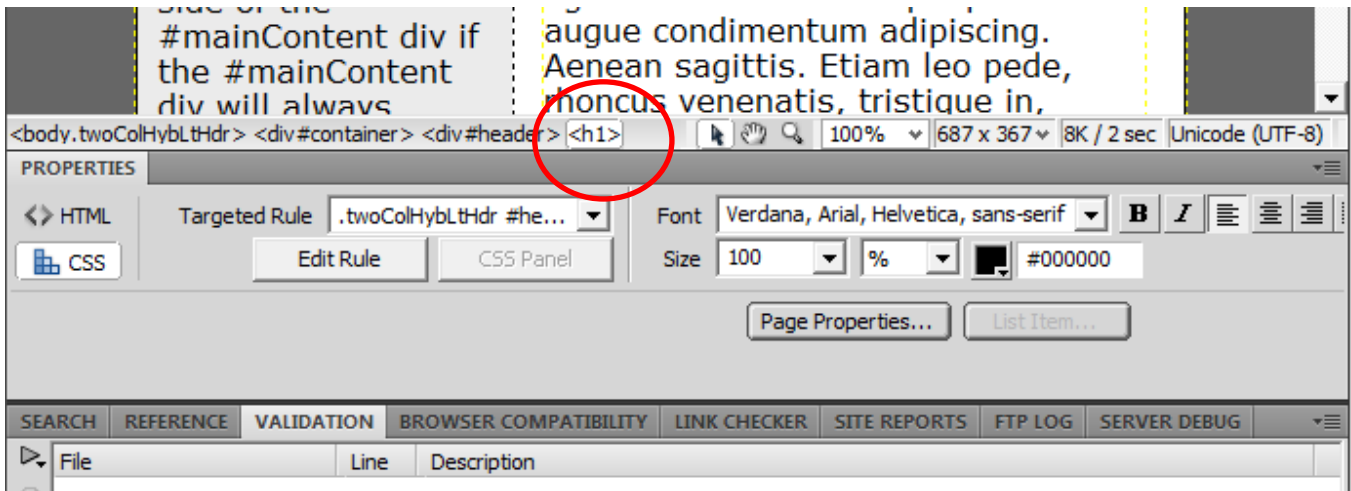 side of the
#mainContent div if
the #mainContent
div will always
augue condimentum adipiscing.
Aenean sagittis. Etiam leo pede,
rhoncus venenatis, tristique in,
<body.twoColHybLtHdr> <div#container> <div#header> <h1> 100% 687 x 367 8K / 2 sec Unicode (UTF-8)
PROPERTIES
<> HTML Targeted Rule .twoColHybLtHdr #he... Font Verdana, Arial, Helvetica, sans-serif B I
CSS Edit Rule CSS Panel Size 100 % #000000
Page Properties... List Item...
SEARCH REFERENCE VALIDATION BROWSER COMPATIBILITY LINK CHECKER SITE REPORTS FTP LOG SERVER DEBUG
File Line Description